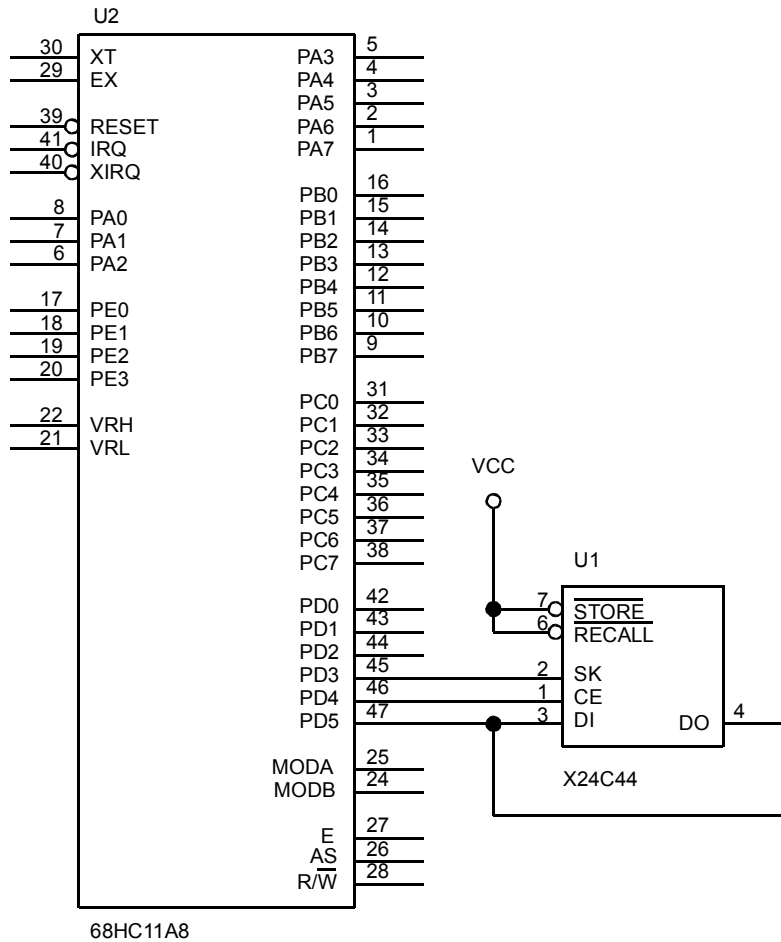 U2
30 XT PA3 5
29 EX PA4 4
PA5 3
39 RESET PA6 2
41 IRQ PA7 1
40 XIRQ
PB0 16
8 PA0 PB1 15
7 PA1 PB2 14
6 PA2 PB3 13
PB4 12
17 PE0 PB5 11
18 PE1 PB6 10
19 PE2 PB7 9
20 PE3
PC0 31
22 VRH PC1 32
21 VRL PC2 33
PC3 34
PC4 35
PC5 36
PC6 37
PC7 38
PD0 42
PD1 43
PD2 44
PD3 45
PD4 46
PD5 47
MODA 25
MODB 24
E 27
AS 26
R/W̅ 28
68HC11A8
VCC
U1
7 S̅T̅O̅R̅E̅
6 R̅E̅C̅A̅L̅L̅
2 SK
1 CE
3 DI DO 4
X24C44